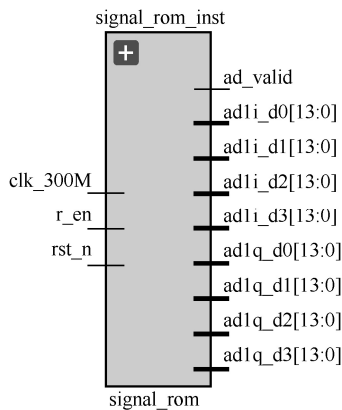 signal_rom_inst
ad_valid
ad1i_d0[13:0]
ad1i_d1[13:0]
ad1i_d2[13:0]
clk_300M
ad1i_d3[13:0]
r_en
ad1q_d0[13:0]
rst_n
ad1q_d1[13:0]
ad1q_d2[13:0]
ad1q_d3[13:0]
signal_rom